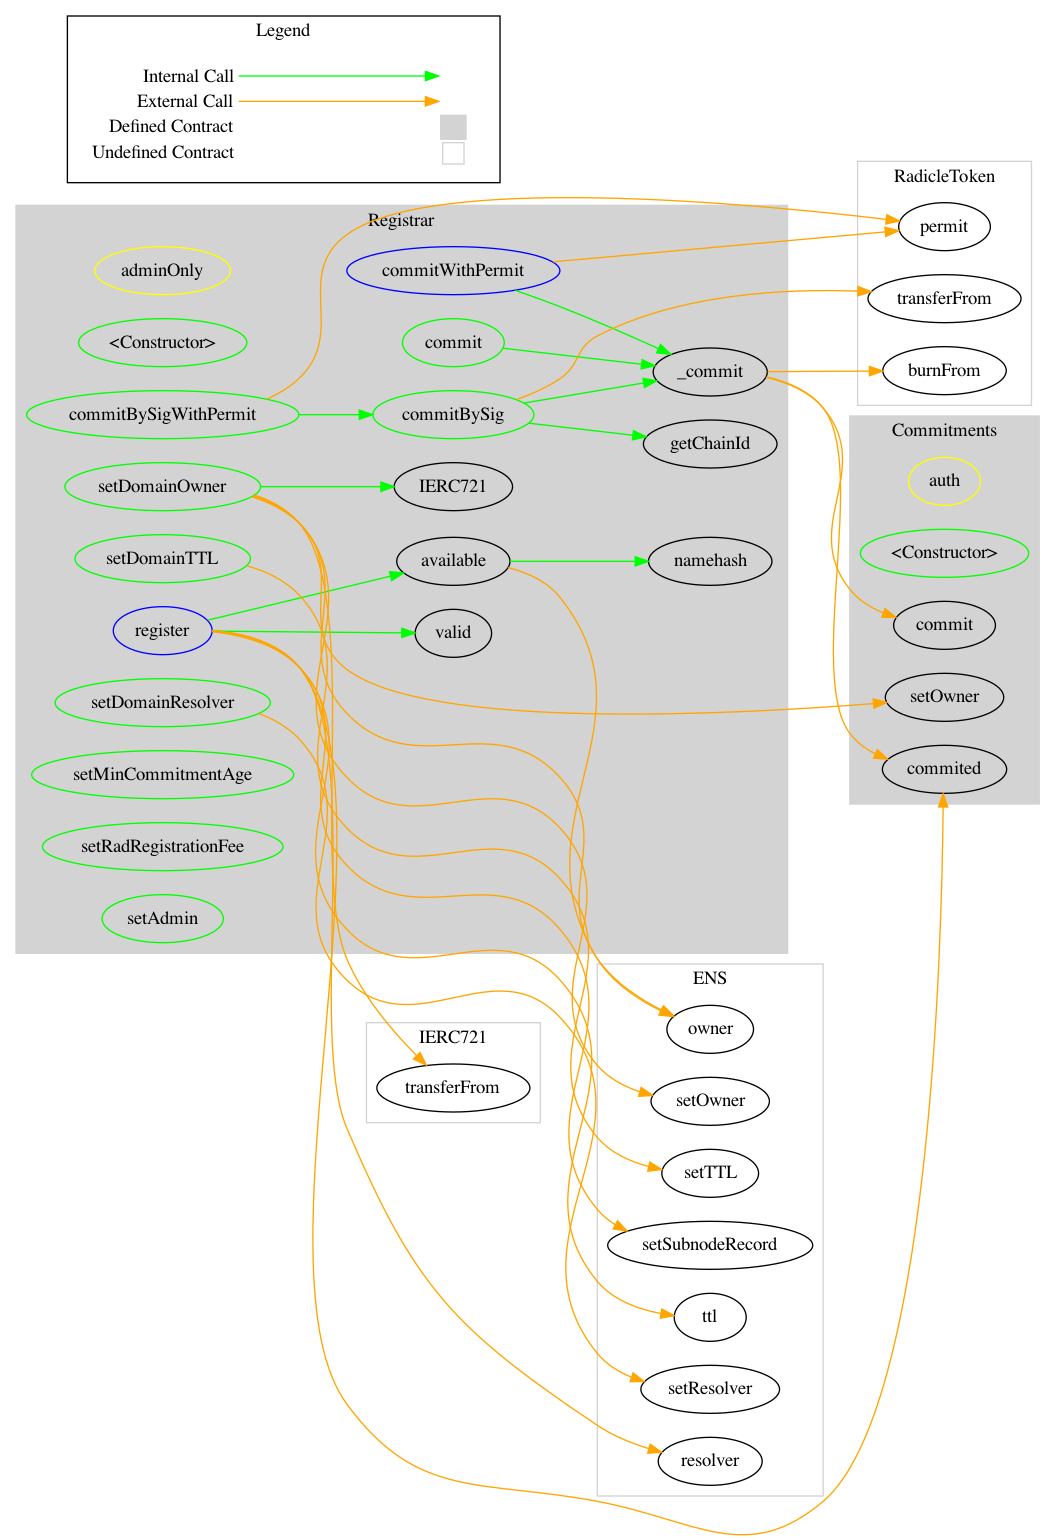 Legend
Internal Call
External Call
Defined Contract
Undefined Contract
Registrar
adminOnly
<Constructor>
commitBySigWithPermit
setDomainOwner
setDomainTTL
register
setDomainResolver
setMinCommitmentAge
setRadRegistrationFee
setAdmin
commitWithPermit
commit
commitBySig
IERC721
available
valid
_commit
getChainId
namehash
RadicleToken
permit
transferFrom
burnFrom
Commitments
auth
<Constructor>
commit
setOwner
commited
IERC721
transferFrom
ENS
owner
setOwner
setTTL
setSubnodeRecord
ttl
setResolver
resolver